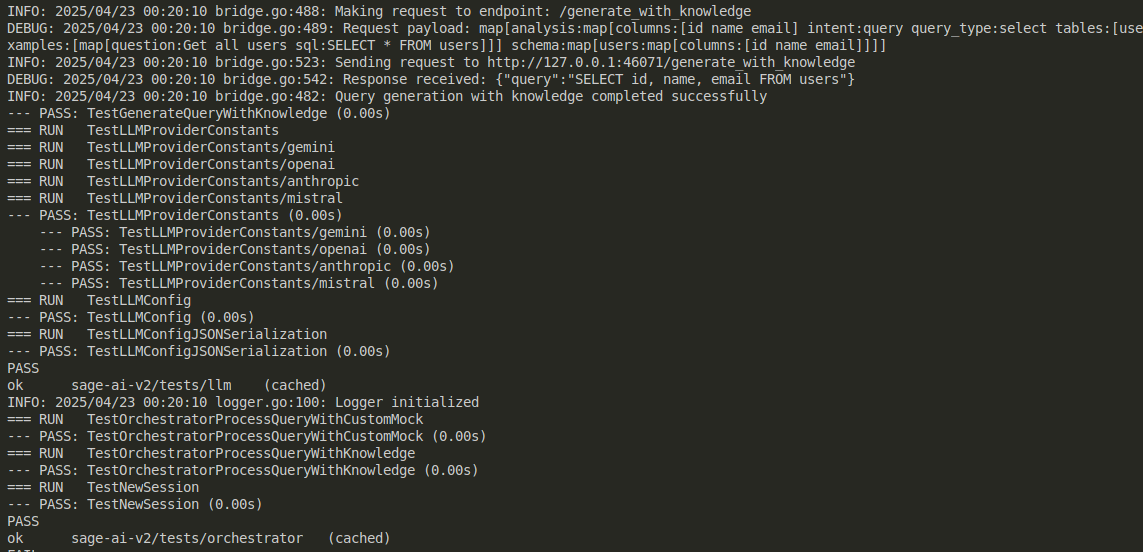 INFO: 2025/04/23 00:20:10 bridge.go:488: Making request to endpoint: /generate_with_knowledge
DEBUG: 2025/04/23 00:20:10 bridge.go:489: Request payload: map[analysis:map[columns:[id name email] intent:query query_type:select tables:[use
xamples:[map[question:Get all users sql:SELECT * FROM users]]] schema:map[users:map[columns:[id name email]]]]
INFO: 2025/04/23 00:20:10 bridge.go:523: Sending request to http://127.0.0.1:46071/generate_with_knowledge
DEBUG: 2025/04/23 00:20:10 bridge.go:542: Response received: {"query":"SELECT id, name, email FROM users"}
INFO: 2025/04/23 00:20:10 bridge.go:482: Query generation with knowledge completed successfully
--- PASS: TestGenerateQueryWithKnowledge (0.00s)
=== RUN   TestLLMProviderConstants
=== RUN   TestLLMProviderConstants/gemini
=== RUN   TestLLMProviderConstants/openai
=== RUN   TestLLMProviderConstants/anthropic
=== RUN   TestLLMProviderConstants/mistral
--- PASS: TestLLMProviderConstants (0.00s)
    --- PASS: TestLLMProviderConstants/gemini (0.00s)
    --- PASS: TestLLMProviderConstants/openai (0.00s)
    --- PASS: TestLLMProviderConstants/anthropic (0.00s)
    --- PASS: TestLLMProviderConstants/mistral (0.00s)
=== RUN   TestLLMConfig
--- PASS: TestLLMConfig (0.00s)
=== RUN   TestLLMConfigJSONSerialization
--- PASS: TestLLMConfigJSONSerialization (0.00s)
PASS
ok      sage-ai-v2/tests/llm    (cached)
INFO: 2025/04/23 00:20:10 logger.go:100: Logger initialized
=== RUN   TestOrchestratorProcessQueryWithCustomMock
--- PASS: TestOrchestratorProcessQueryWithCustomMock (0.00s)
=== RUN   TestOrchestratorProcessQueryWithKnowledge
--- PASS: TestOrchestratorProcessQueryWithKnowledge (0.00s)
=== RUN   TestNewSession
--- PASS: TestNewSession (0.00s)
PASS
ok      sage-ai-v2/tests/orchestrator   (cached)